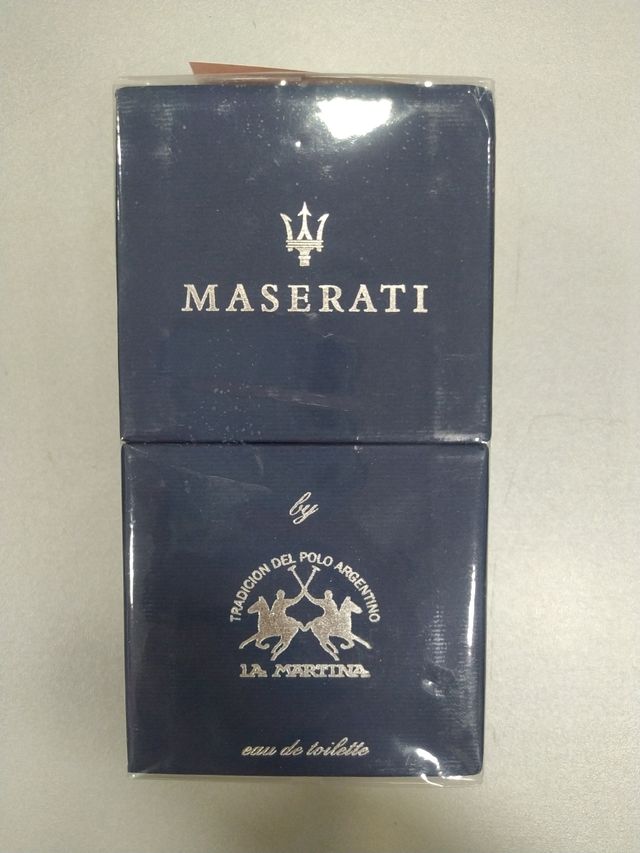 MASERATI
by
TRADICION DEL POLO ARGENTINO
LA MARTINA
eau de toilette